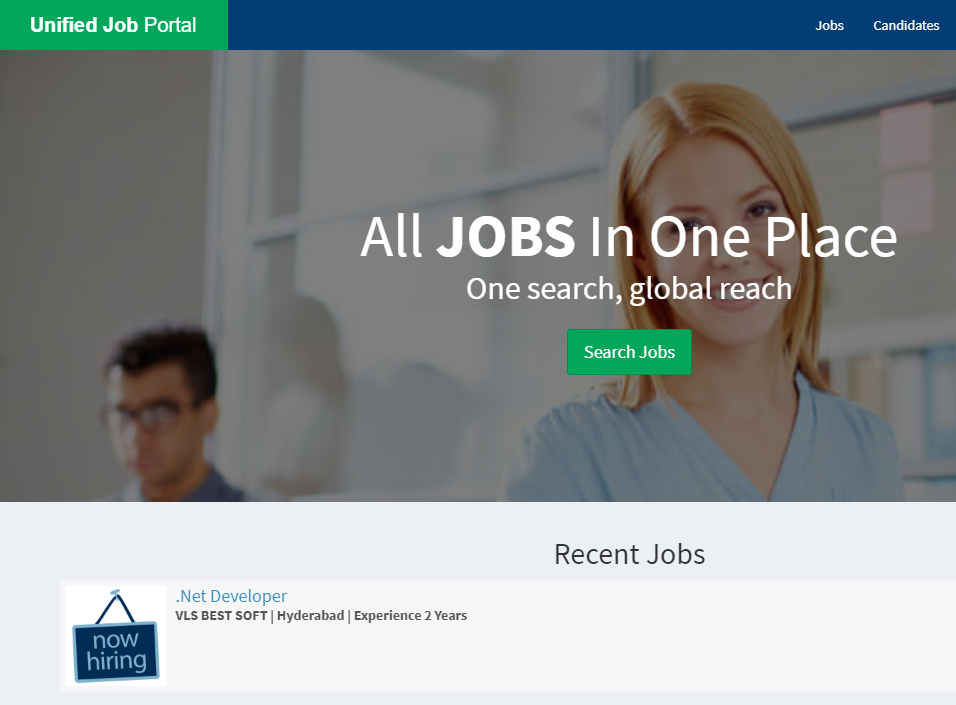 Unified Job Portal
Jobs
Candidates
All JOBS In One Place
One search, global reach
Search Jobs
Recent Jobs
now
hiring
.Net Developer
VLS BEST SOFT | Hyderabad | Experience 2 Years